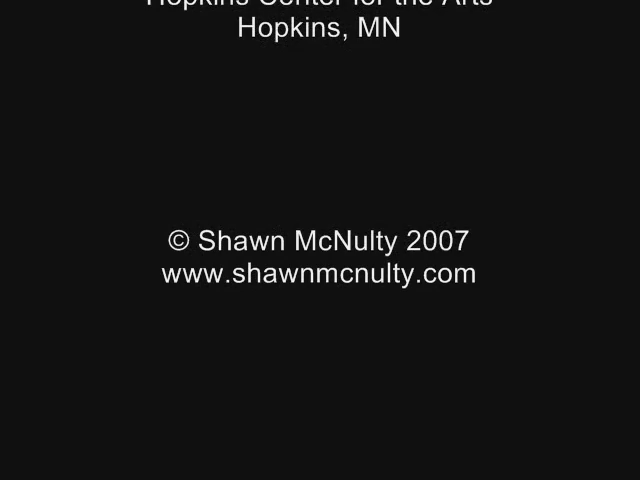 Hopkins Center for the Arts
Hopkins, MN
© Shawn McNulty 2007
www.shawnmcnulty.com